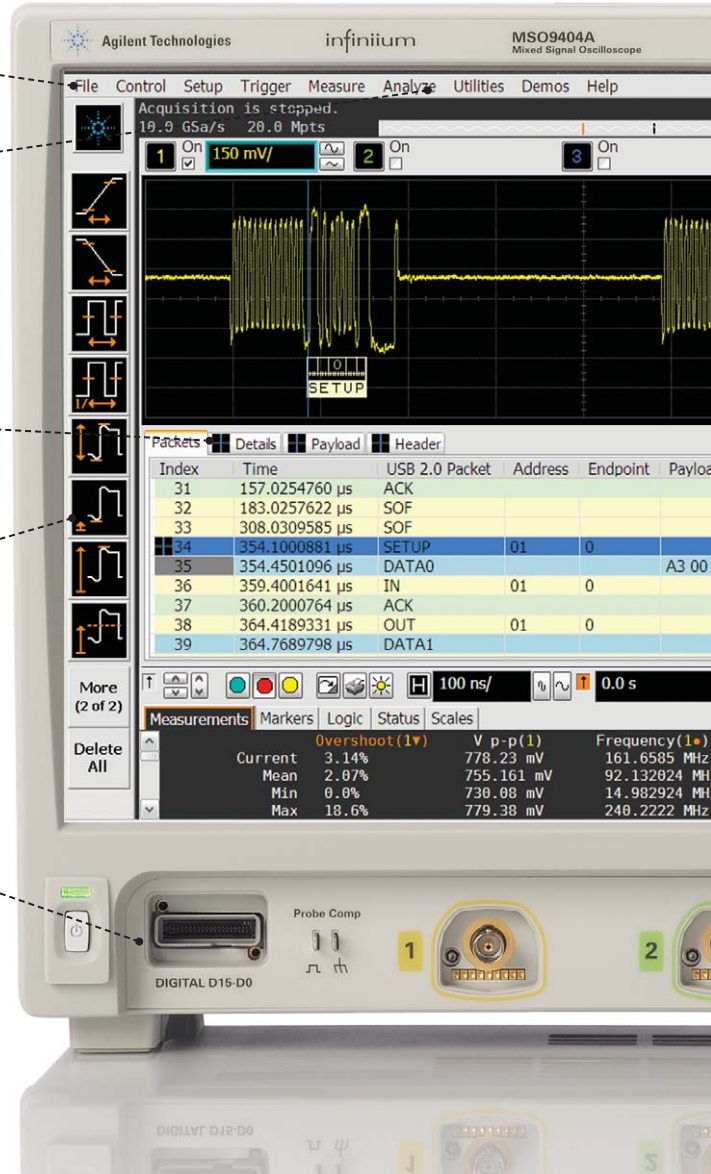 Agilent Technologies infiniium MSO9404A
Mixed Signal Oscilloscope
File Control Setup Trigger Measure Analyze Utilities Demos Help
Acquisition is stopped.
10.0 GSa/s 20.0 Mpts
1 On 150 mV/ 2 On 3 On
0
SETUP
1/
Packets Details Payload Header
Index Time USB 2.0 Packet Address Endpoint Payloa
31 157.0254760 µs ACK
32 183.0257622 µs SOF
33 308.0309585 µs SOF
34 354.1000881 µs SETUP 01 0
35 354.4501096 µs DATA0 A3 00
36 359.4001641 µs IN 01 0
37 360.2000764 µs ACK
38 364.4189331 µs OUT 01 0
39 364.7689798 µs DATA1
More
(2 of 2)
H 100 ns/ 0.0 s
Measurements Markers Logic Status Scales
Delete
All
Overshoot(1▾) V p-p(1) Frequency(1•)
Current 3.14% 778.23 mV 161.6585 MHz
Mean 2.07% 755.161 mV 92.132024 MH
Min 0.0% 730.08 mV 14.982924 MH
Max 18.6% 779.38 mV 240.2222 MHz
Probe Comp
1 2
DIGITAL D15-D0